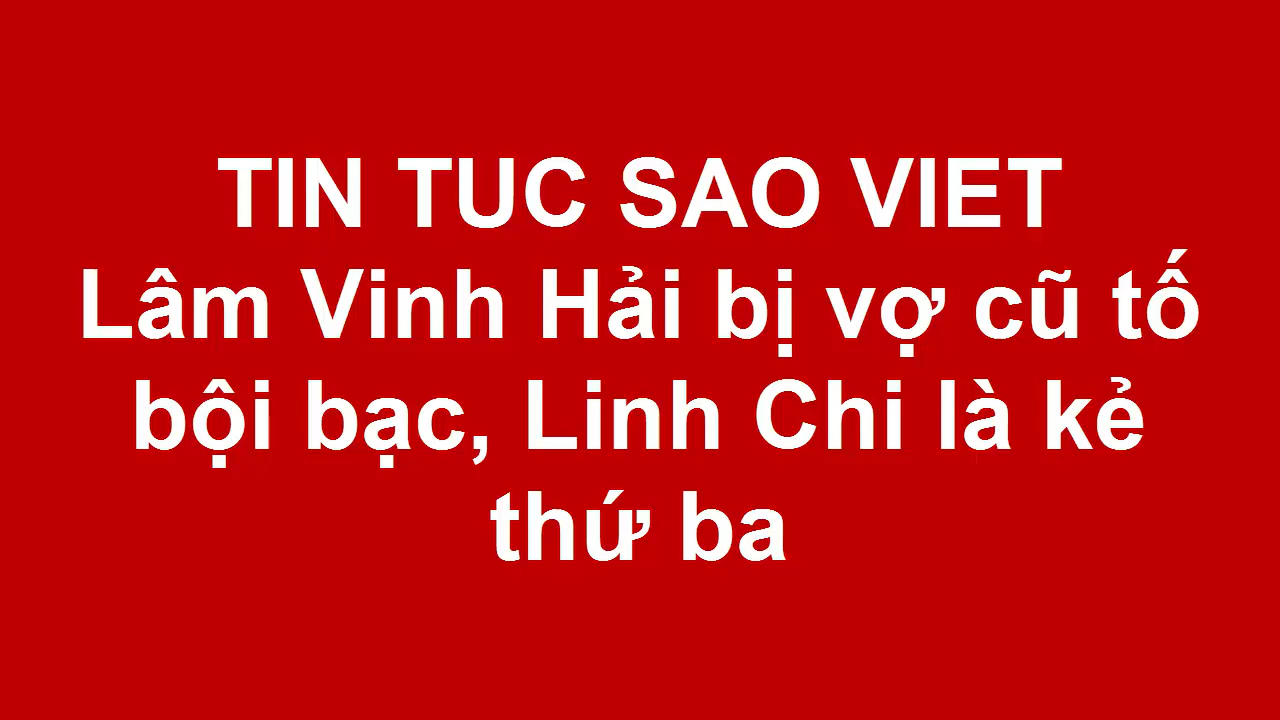 TIN TUC SAO VIET
Lâm Vinh Hải bị vợ cũ tố
bội bạc, Linh Chi là kẻ
thứ ba